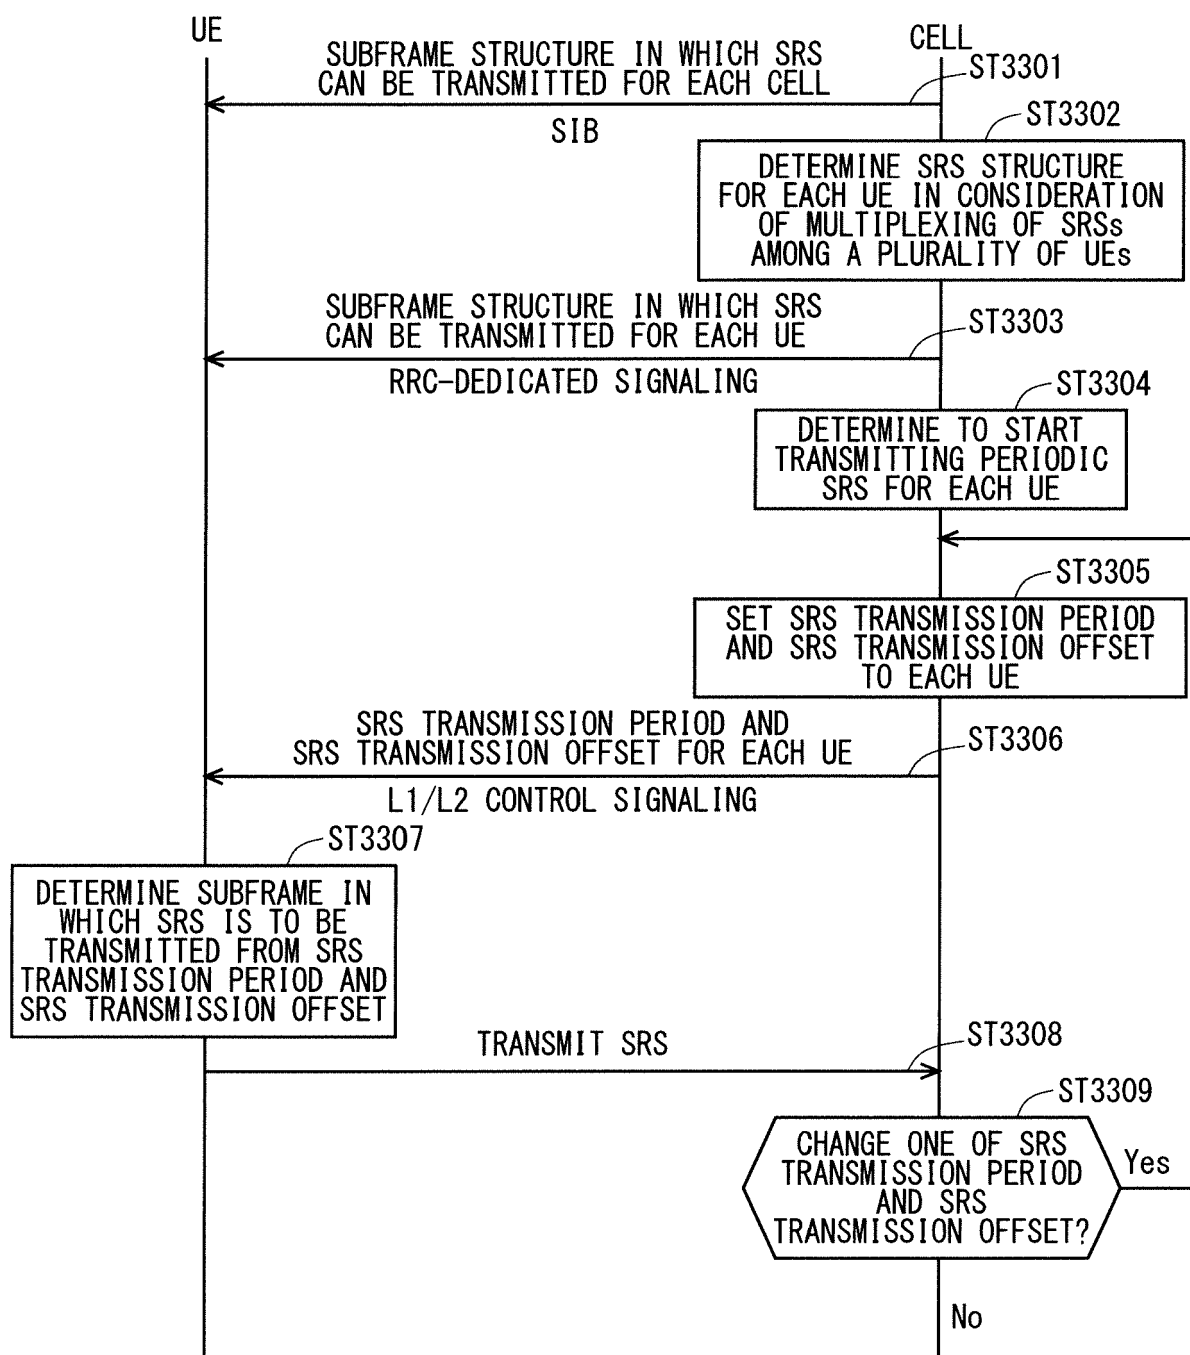 UE
CELL
SUBFRAME STRUCTURE IN WHICH SRS
CAN BE TRANSMITTED FOR EACH CELL
ST3301
SIB
ST3302
DETERMINE SRS STRUCTURE
FOR EACH UE IN CONSIDERATION
OF MULTIPLEXING OF SRSs
AMONG A PLURALITY OF UEs
SUBFRAME STRUCTURE IN WHICH SRS
CAN BE TRANSMITTED FOR EACH UE
ST3303
RRC-DEDICATED SIGNALING
ST3304
DETERMINE TO START
TRANSMITTING PERIODIC
SRS FOR EACH UE
ST3305
SET SRS TRANSMISSION PERIOD
AND SRS TRANSMISSION OFFSET
TO EACH UE
SRS TRANSMISSION PERIOD AND
SRS TRANSMISSION OFFSET FOR EACH UE
ST3306
L1/L2 CONTROL SIGNALING
ST3307
DETERMINE SUBFRAME IN
WHICH SRS IS TO BE
TRANSMITTED FROM SRS
TRANSMISSION PERIOD AND
SRS TRANSMISSION OFFSET
TRANSMIT SRS
ST3308
ST3309
CHANGE ONE OF SRS
TRANSMISSION PERIOD
AND SRS
TRANSMISSION OFFSET?
Yes
No